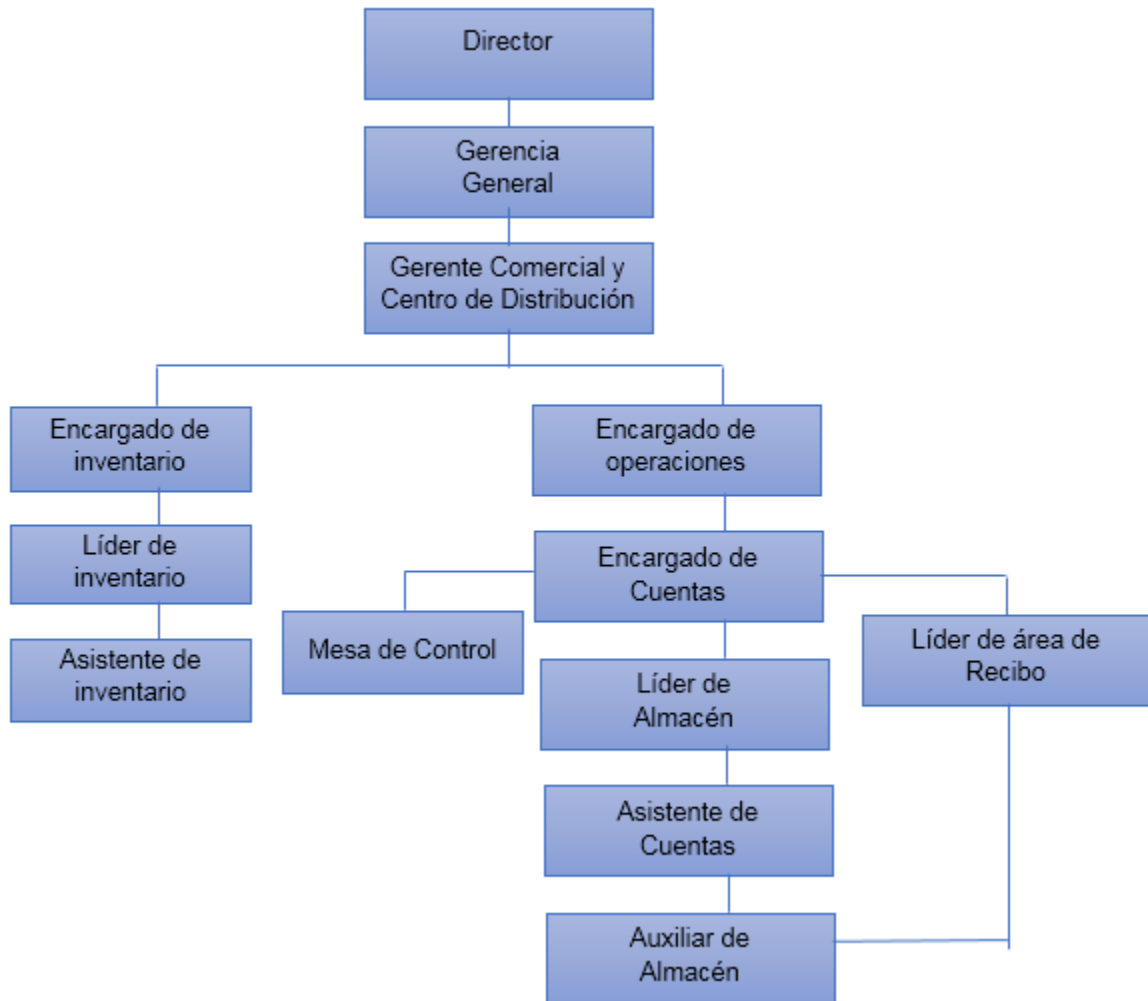 Director
Gerencia
General
Gerente Comercial y
Centro de Distribución
Encargado de
inventario
Encargado de
operaciones
Líder de
inventario
Encargado de
Cuentas
Mesa de Control
Líder de área de
Recibo
Asistente de
inventario
Líder de
Almacén
Asistente de
Cuentas
Auxiliar de
Almacén